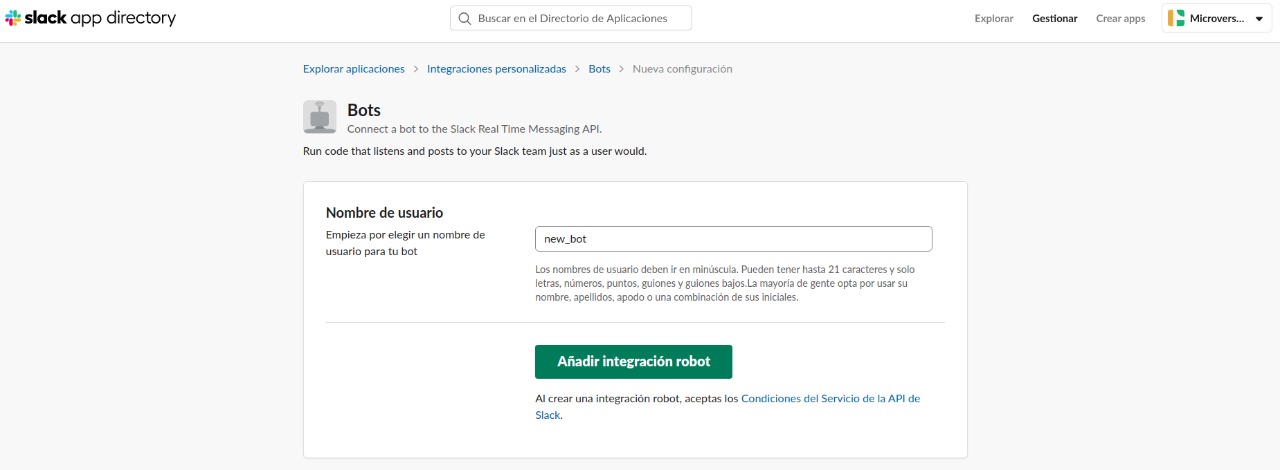 slack app directory
Buscar en el Directorio de Aplicaciones
Explorar
Gestionar
Crear apps
Microvers...
Explorar aplicaciones > Integraciones personalizadas > Bots > Nueva configuración
Bots
Connect a bot to the Slack Real Time Messaging API.
Run code that listens and posts to your Slack team just as a user would.
Nombre de usuario
Empieza por elegir un nombre de
usuario para tu bot
new_bot
Los nombres de usuario deben ir en minúscula. Pueden tener hasta 21 caracteres y solo
letras, números, puntos, guiones y guiones bajos.La mayoría de gente opta por usar su
nombre, apellidos, apodo o una combinación de sus iniciales.
Añadir integración robot
Al crear una integración robot, aceptas los Condiciones del Servicio de la API de
Slack.